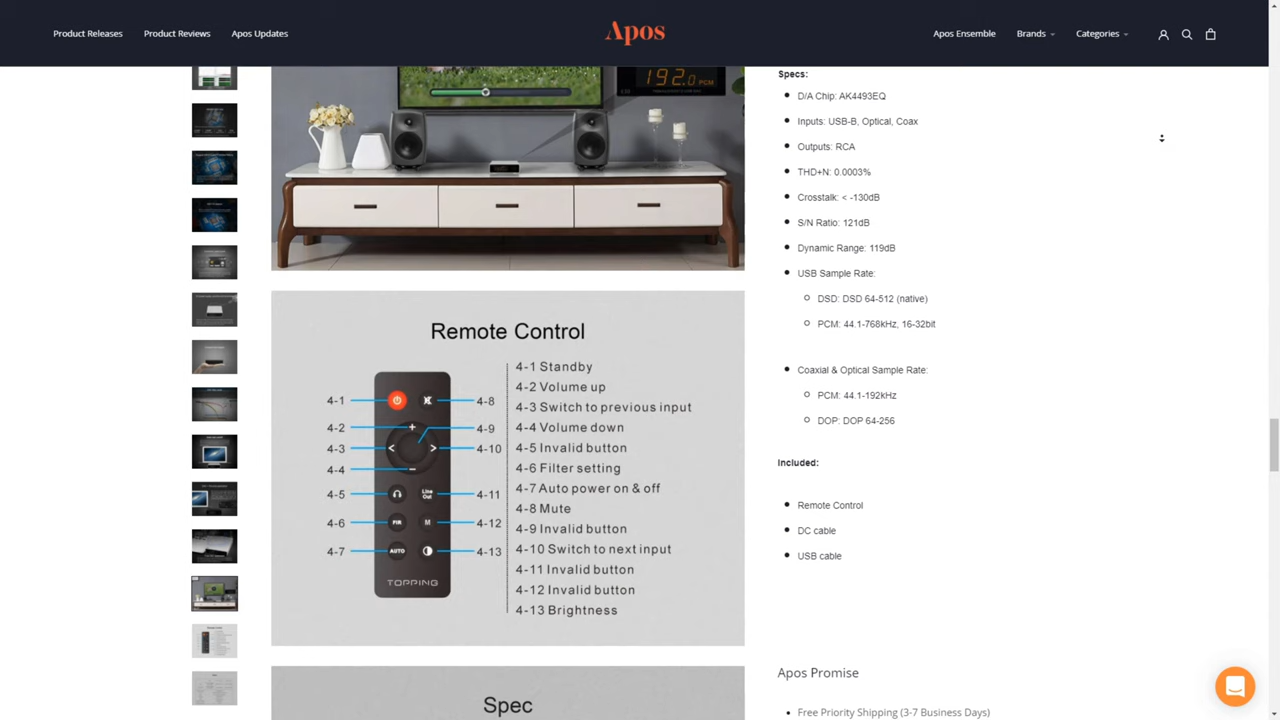 Product Releases
Product Reviews
Apos Updates
Apos
Apos Ensemble
Brands
Categories
192.0 PCM
Specs:
D/A Chip: AK4493EQ
Inputs: USB-B, Optical, Coax
Outputs: RCA
THD+N: 0.0003%
Crosstalk: < -130dB
S/N Ratio: 121dB
Dynamic Range: 119dB
USB Sample Rate:
DSD: DSD 64-512 (native)
PCM: 44.1-768kHz, 16-32bit
Coaxial & Optical Sample Rate:
PCM: 44.1-192kHz
DOP: DOP 64-256
Included:
Remote Control
DC cable
USB cable
Apos Promise
Free Priority Shipping (3-7 Business Days)
Remote Control
4-1
4-2
4-3
4-4
4-5
4-6
4-7
+
<
>
−
Line Out
FIR
M
AUTO
TOPPING
4-8
4-9
4-10
4-11
4-12
4-13
4-1 Standby
4-2 Volume up
4-3 Switch to previous input
4-4 Volume down
4-5 Invalid button
4-6 Filter setting
4-7 Auto power on & off
4-8 Mute
4-9 Invalid button
4-10 Switch to next input
4-11 Invalid button
4-12 Invalid button
4-13 Brightness
Spec